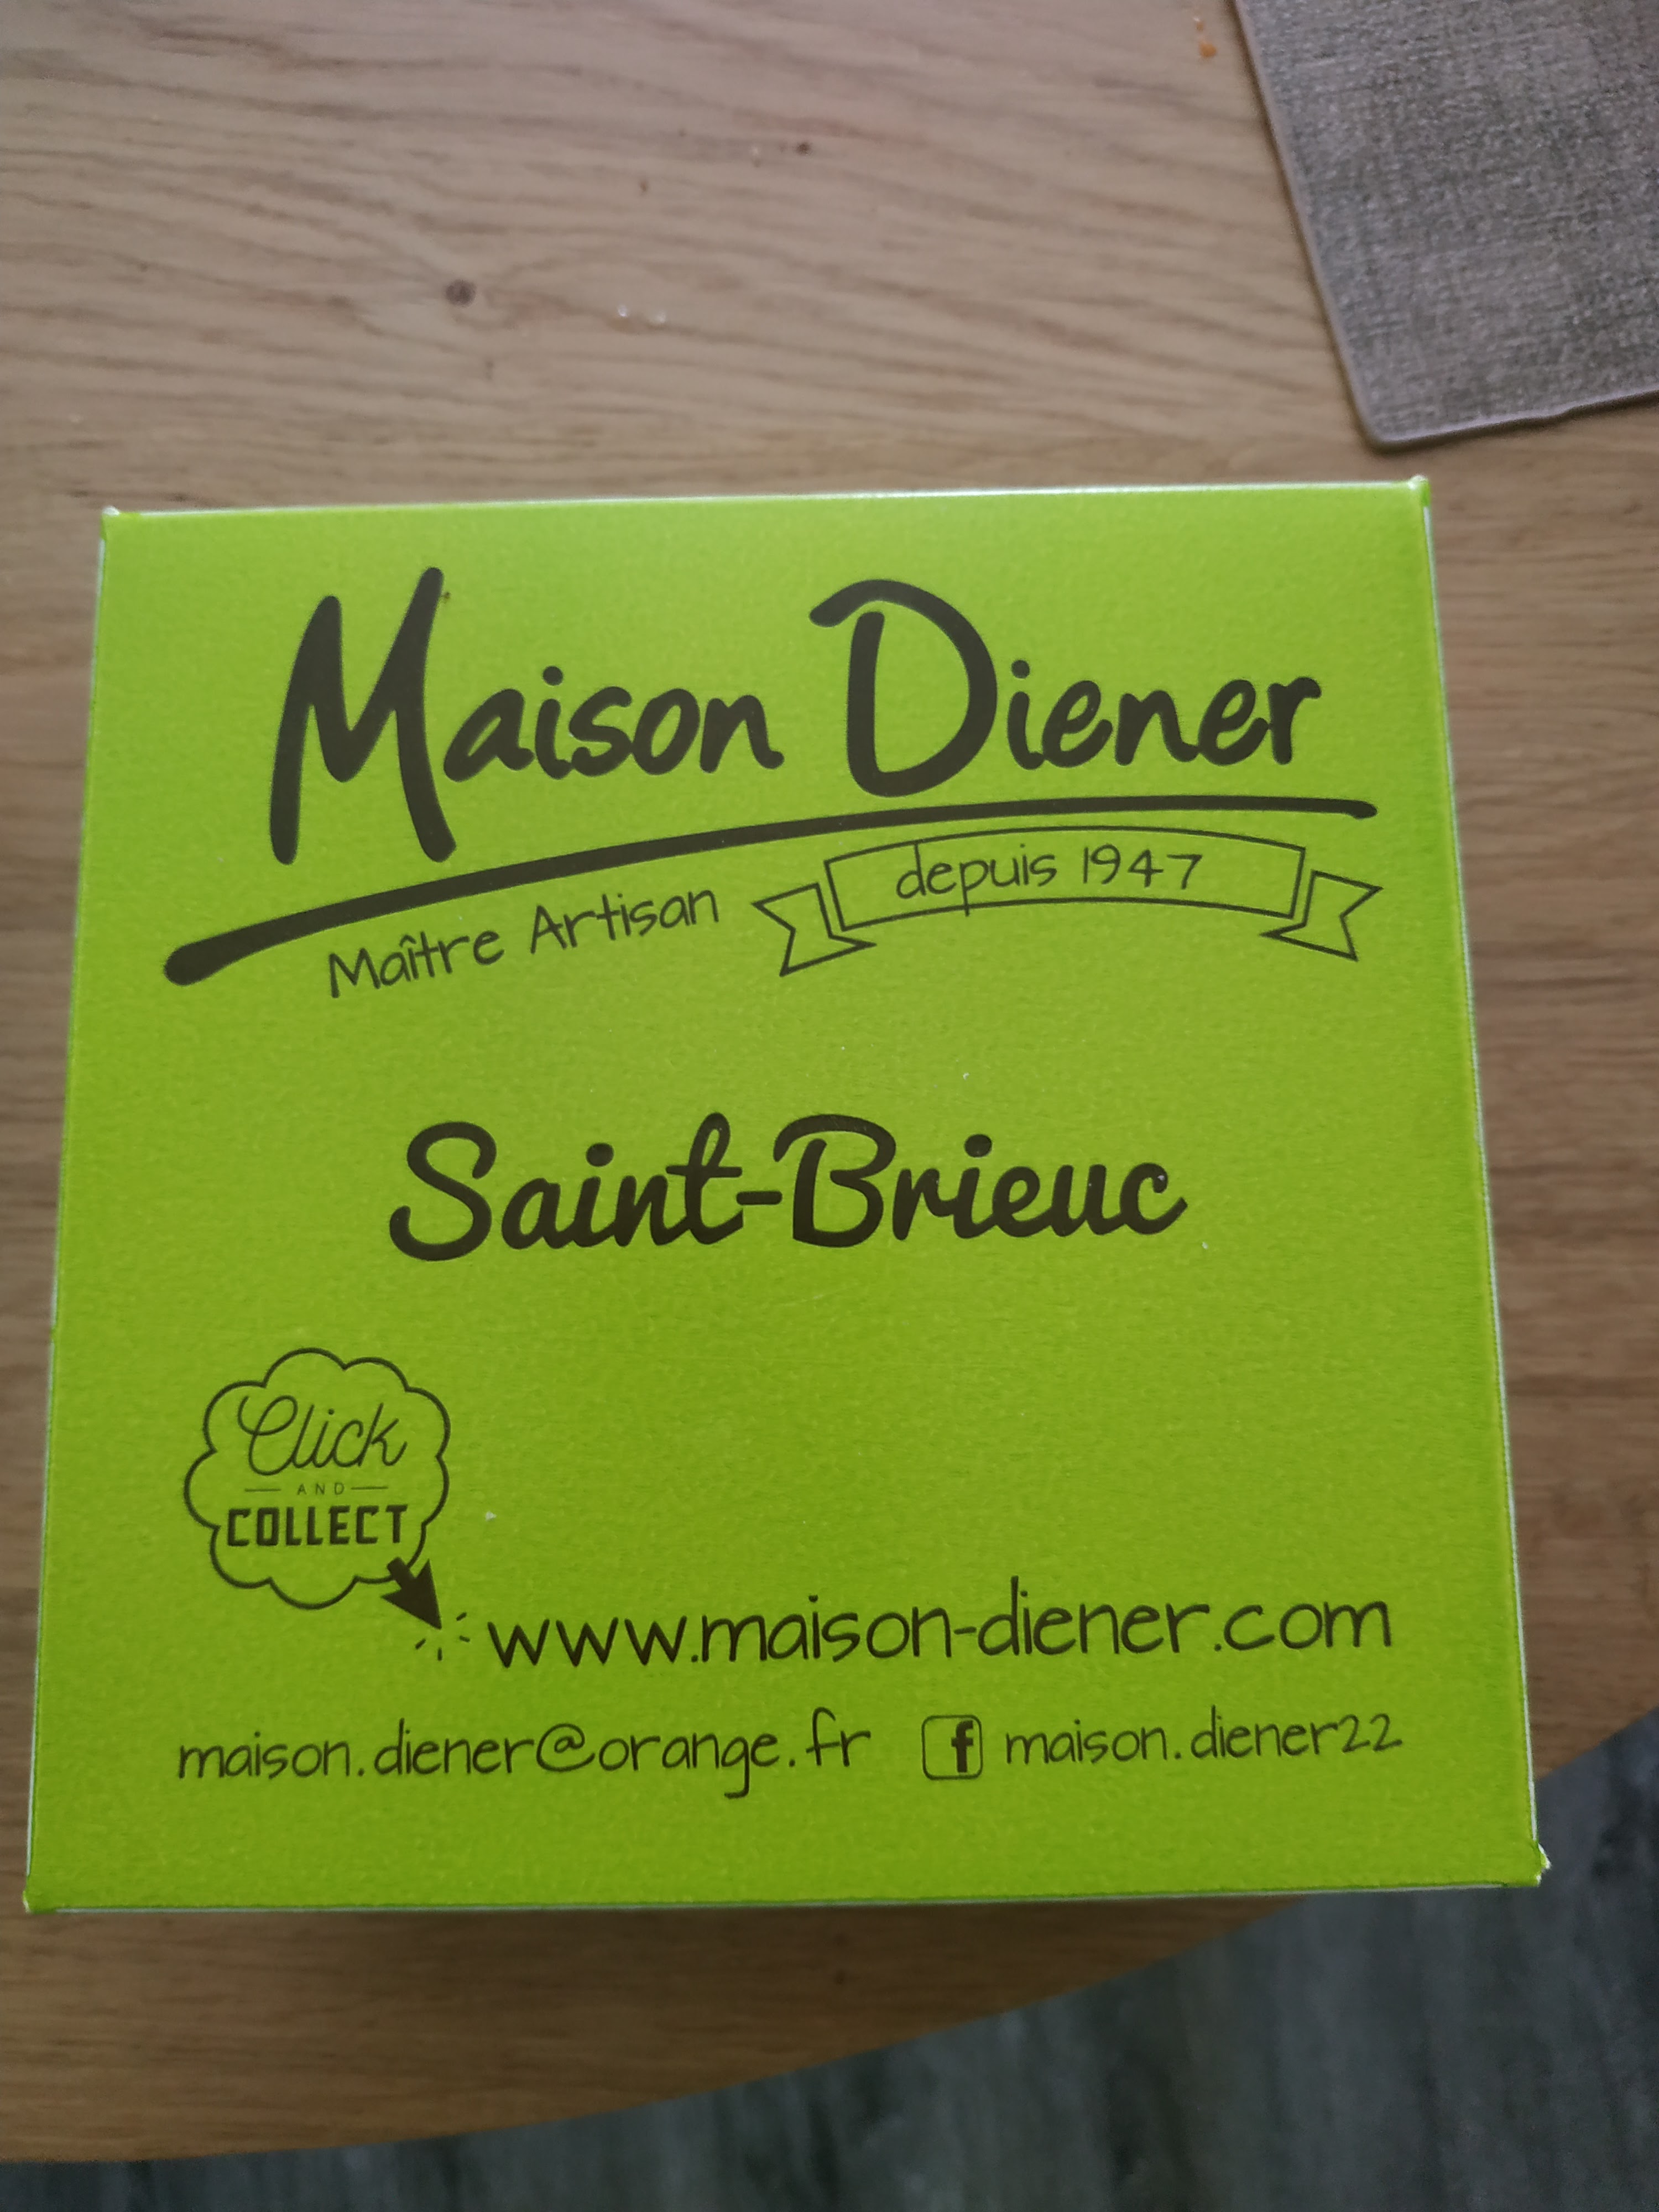 Maison Diener
Maître Artisan depuis 1947
Saint-Brieuc
Click
AND
COLLECT
www.maison-diener.com
maison.diener@orange.fr f maison.diener22